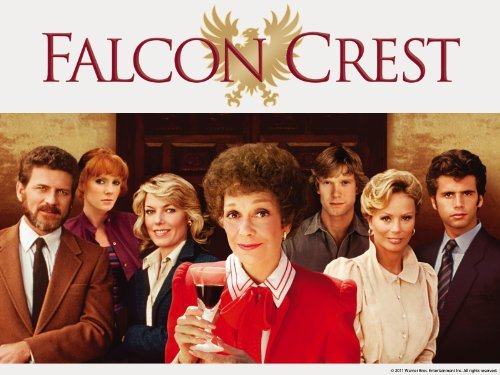 FALCON CREST
© 2011 Warner Bros. Entertainment Inc. All rights reserved.